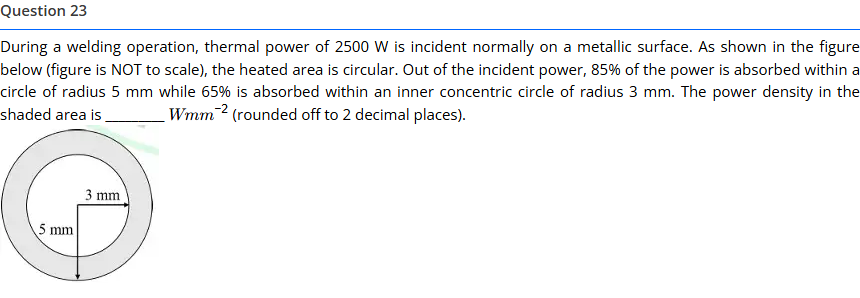 Question 23
During a welding operation, thermal power of 2500 W is incident normally on a metallic surface. As shown in the figure
below (figure is NOT to scale), the heated area is circular. Out of the incident power, 85% of the power is absorbed within a
circle of radius 5 mm while 65% is absorbed within an inner concentric circle of radius 3 mm. The power density in the
shaded area is ________ Wmm⁻² (rounded off to 2 decimal places).
3 mm
5 mm